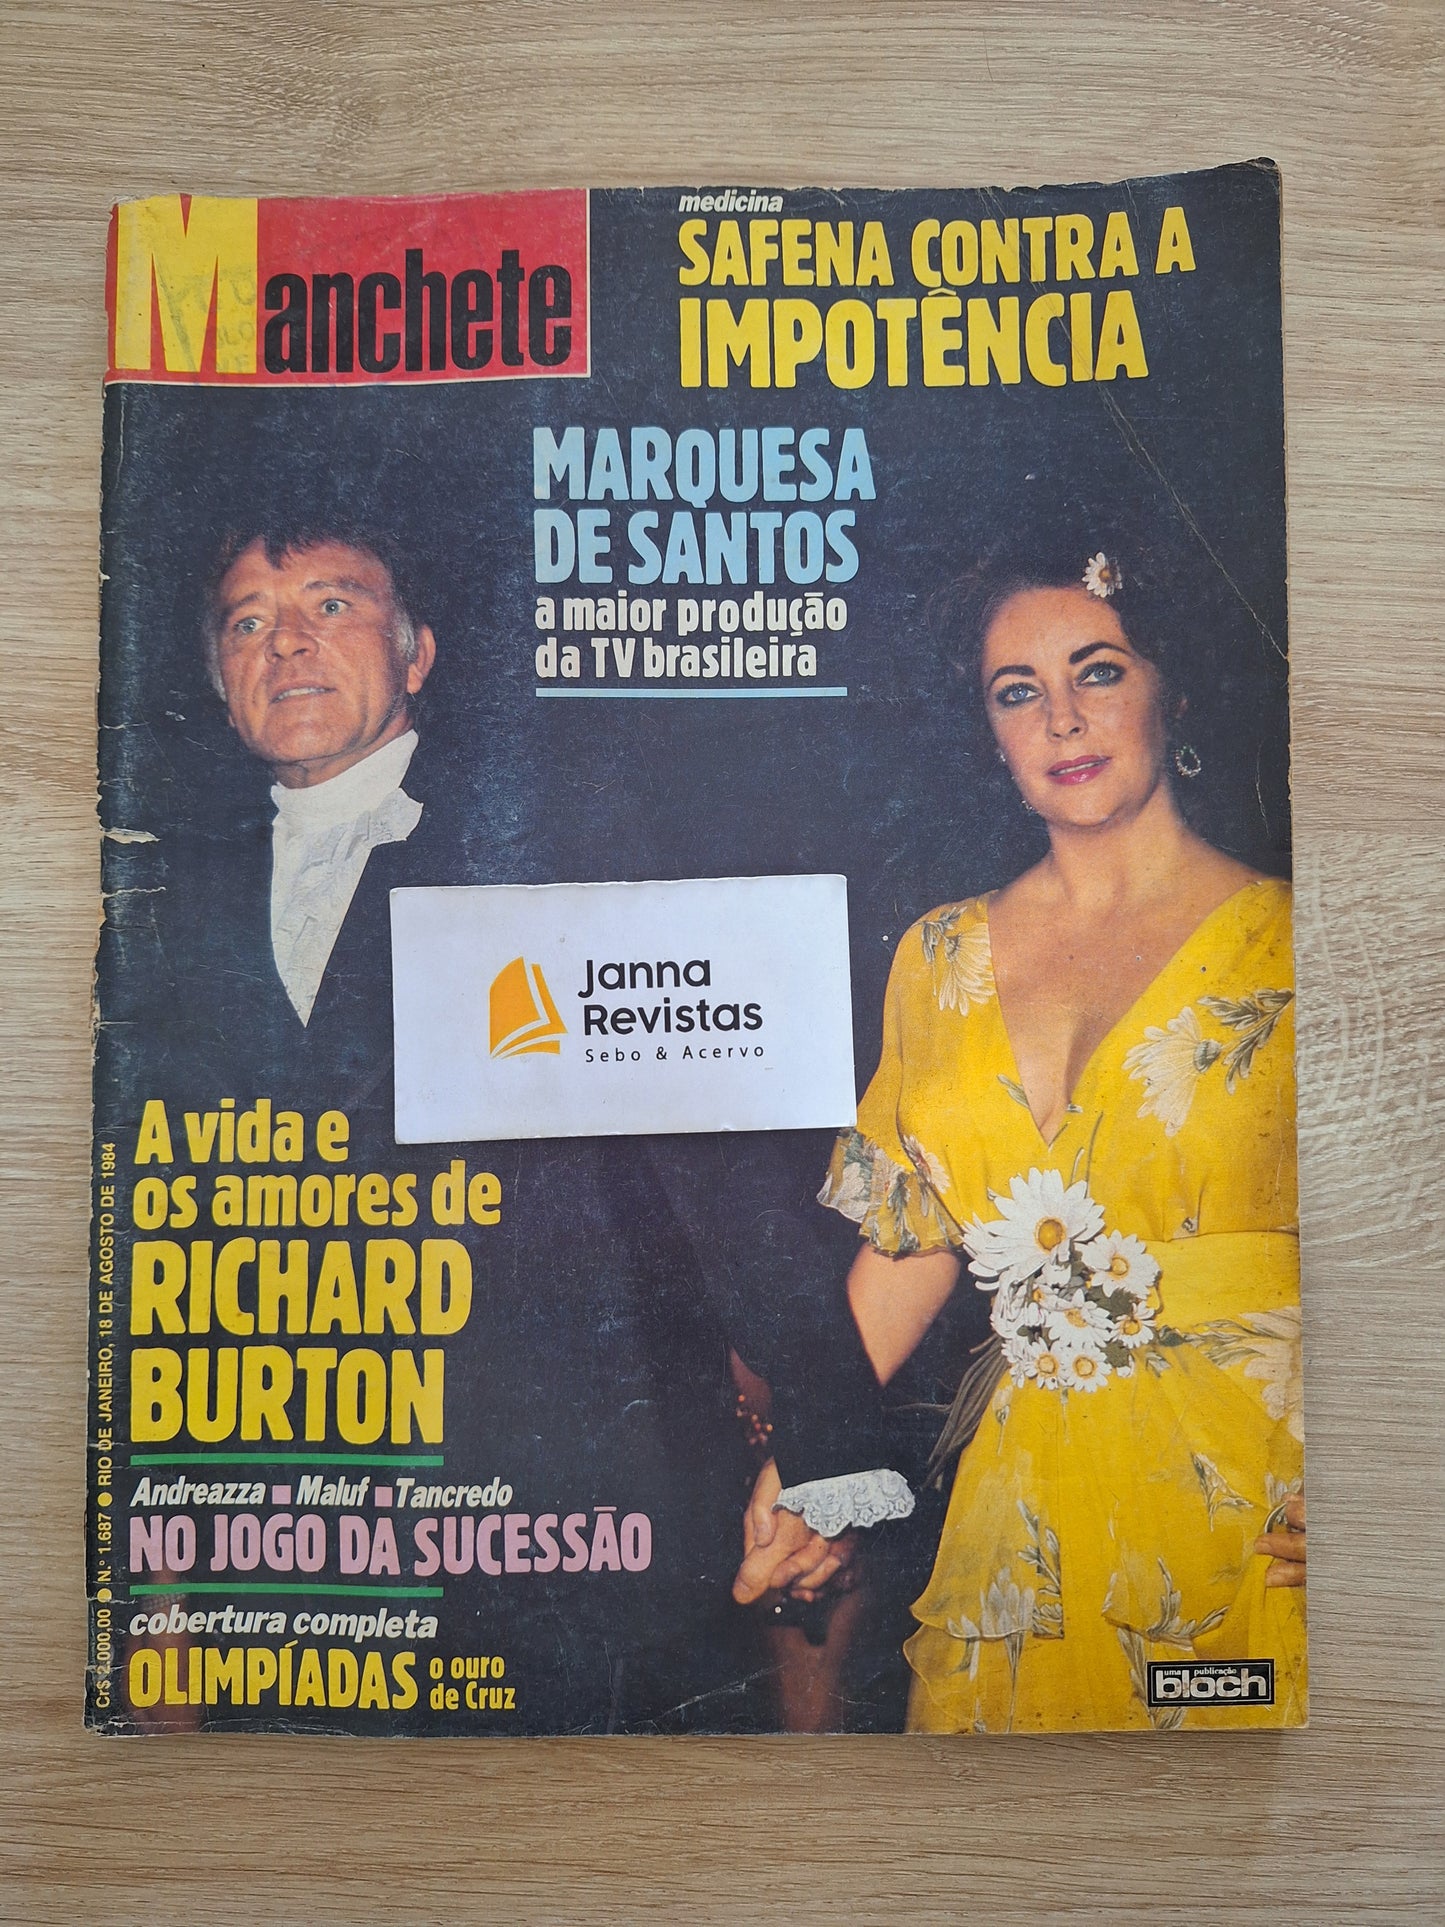 Manchete
medicina
SAFENA CONTRA A
IMPOTÊNCIA
MARQUESA
DE SANTOS
a maior produção
da TV brasileira
Janna
Revistas
Sebo & Acervo
A vida e
os amores de
RICHARD
BURTON
Andreazza Maluf Tancredo
NO JOGO DA SUCESSÃO
cobertura completa
OLIMPÍADAS o ouro
de Cruz
Cr$ 2.000,00 ● N.° 1.687 ● RIO DE JANEIRO, 18 DE AGOSTO DE 1984
uma publicação
bloch